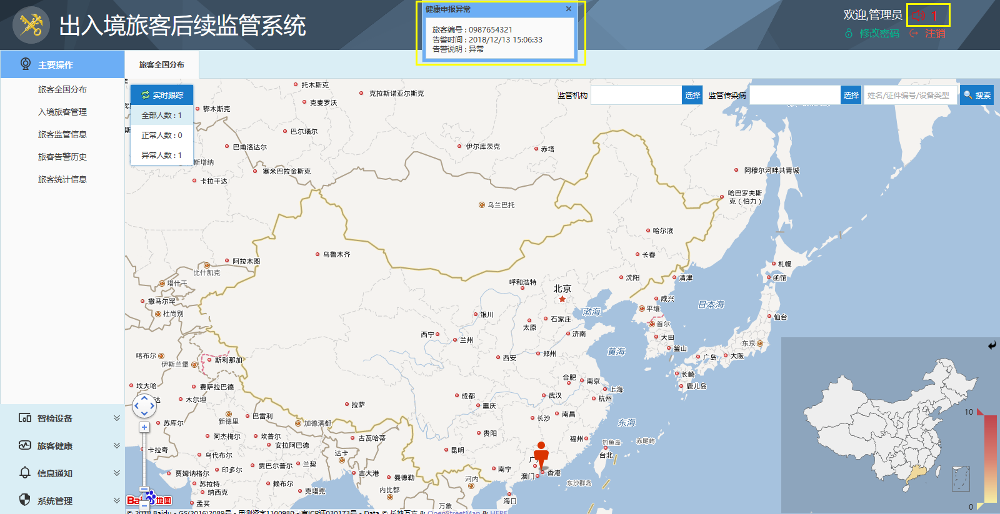 出入境旅客后续监管系统
健康申报异常
旅客编号：0987654321
告警时间：2018/12/13 15:06:33
告警说明：异常
欢迎,管理员
1
修改密码
注销
主要操作
旅客全国分布
旅客全国分布
入境旅客管理
旅客监管信息
旅客告警历史
旅客统计信息
智检设备
旅客健康
信息通知
系统管理
实时跟踪
全部人数：1
正常人数：0
异常人数：1
监管机构
选择
监管传染病
选择
姓名/证件编号/设备类型
搜索
托木斯克
克拉斯诺亚尔斯克
克麦罗沃
鄂木斯克
巴尔瑙尔
巴甫洛达尔
伊尔库茨克
赤塔
斯塔纳
塞米巴拉金斯克
卡拉干达
阿穆尔河畔共青城
哈巴罗夫斯
克（伯力）
乌兰巴托
哈尔滨
乌鲁木齐
长春
阿拉木图
比什凯克
札幌
函馆
沈阳
清津
呼和浩特
北京
塔什干
撒马尔罕
杜尚别
咸兴
平壤
日本海
渤海
银川
石家庄
太原
首尔
仙台
西宁
兰州
济南
大田
东京
釜山
黄海
郑州
西安
广岛
大阪
喀布尔
伊斯兰堡
斯利那加
长崎
合肥
南京
鹿儿岛
坎大哈
费萨拉巴德
上海
木尔坦
成都
武汉
杭州
拉萨
重庆
新德里
巴雷利
长沙
南昌
东海
苏库尔
加德满都
阿杰梅尔
坎普尔
古瓦哈蒂
贵阳
福州
钓鱼岛
赤尾屿
卡拉奇
安拉阿巴德
昆明
台北
乌代布尔
达卡
贾姆讷格尔
印多尔
贾巴尔普尔
兰契
吉大港
曼德勒
南宁
香港
澳门
苏拉特
赖布尔
克塔克
河内
东沙群岛
纳西克
内比都
孟买
万象
海口
Baidu地图
© 2018 Baidu - GS(2016)2089号 - 甲测资字1100930 - 京ICP证030173号 - Data © 长地万方 & OpenStreetMap & HERE
10
0